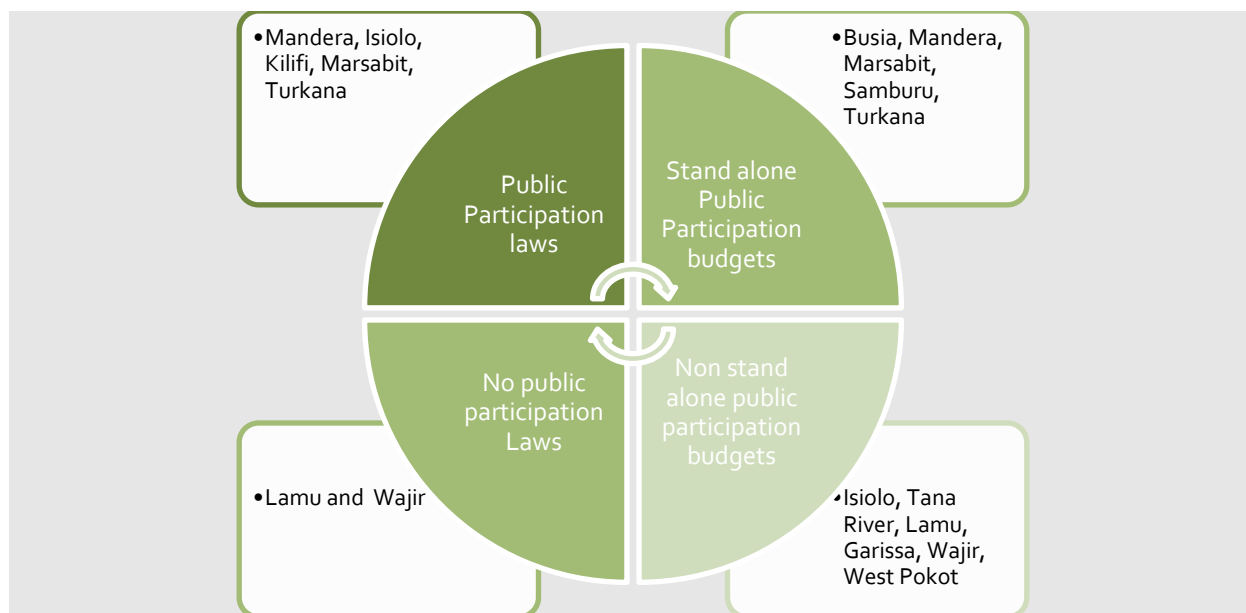 •Mandera, Isiolo,
Kilifi, Marsabit,
Turkana
•Busia, Mandera,
Marsabit,
Samburu,
Turkana
Public
Participation
laws
Stand alone
Public
Participation
budgets
No public
participation
Laws
Non stand
alone public
participation
budgets
•Lamu and Wajir
•Isiolo, Tana
River, Lamu,
Garissa, Wajir,
West Pokot